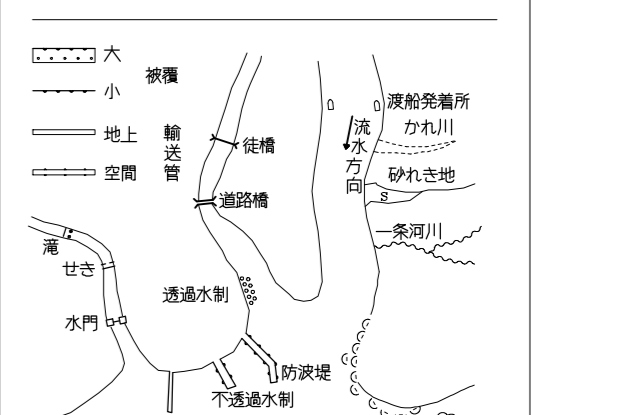 大
被覆
小
地上
輸送管
空間
渡船発着所
流水方向
かれ川
徒橋
砂れき地
s
道路橋
一条河川
滝
せき
透過水制
水門
防波堤
不透過水制